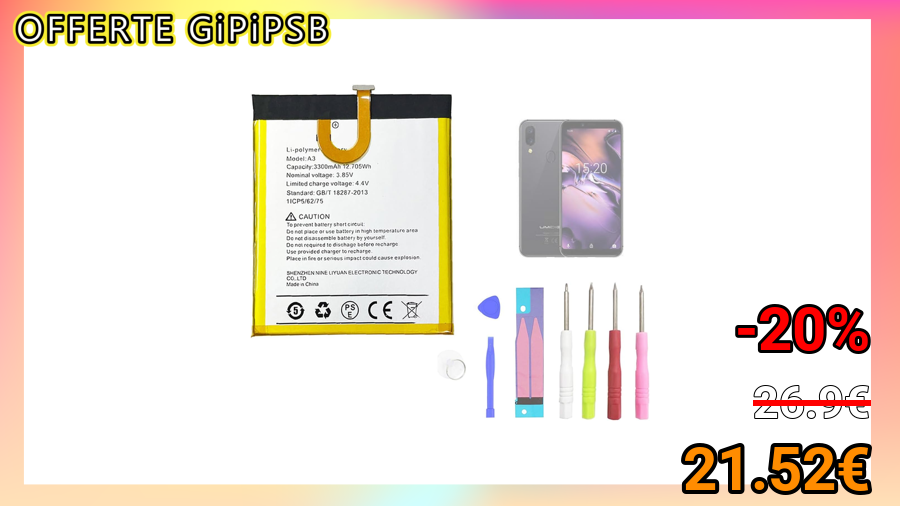 OFFERTE GiPiPSB
Li-polymer
Model: A3
Capacity:3300mAh 12.705Wh
Nominal voltage: 3.85V
Limited charge voltage: 4.4V
Standard: GB/T 18287-2013
1ICP5/62/75
CAUTION
To prevent battery short circuit.
Do not place or use battery in high temperature area
Do not disassemble battery by yourself.
Do not required to discharge before recharge
Use provided charger to recharge.
Place in fire or serious impact could cause explosion.
SHENZHEN NINE LIYUAN ELECTRONIC TECHNOLOGY
CO.,LTD
Made in China
5
PS
E
CE
15:20
-20%
26.9€
21.52€